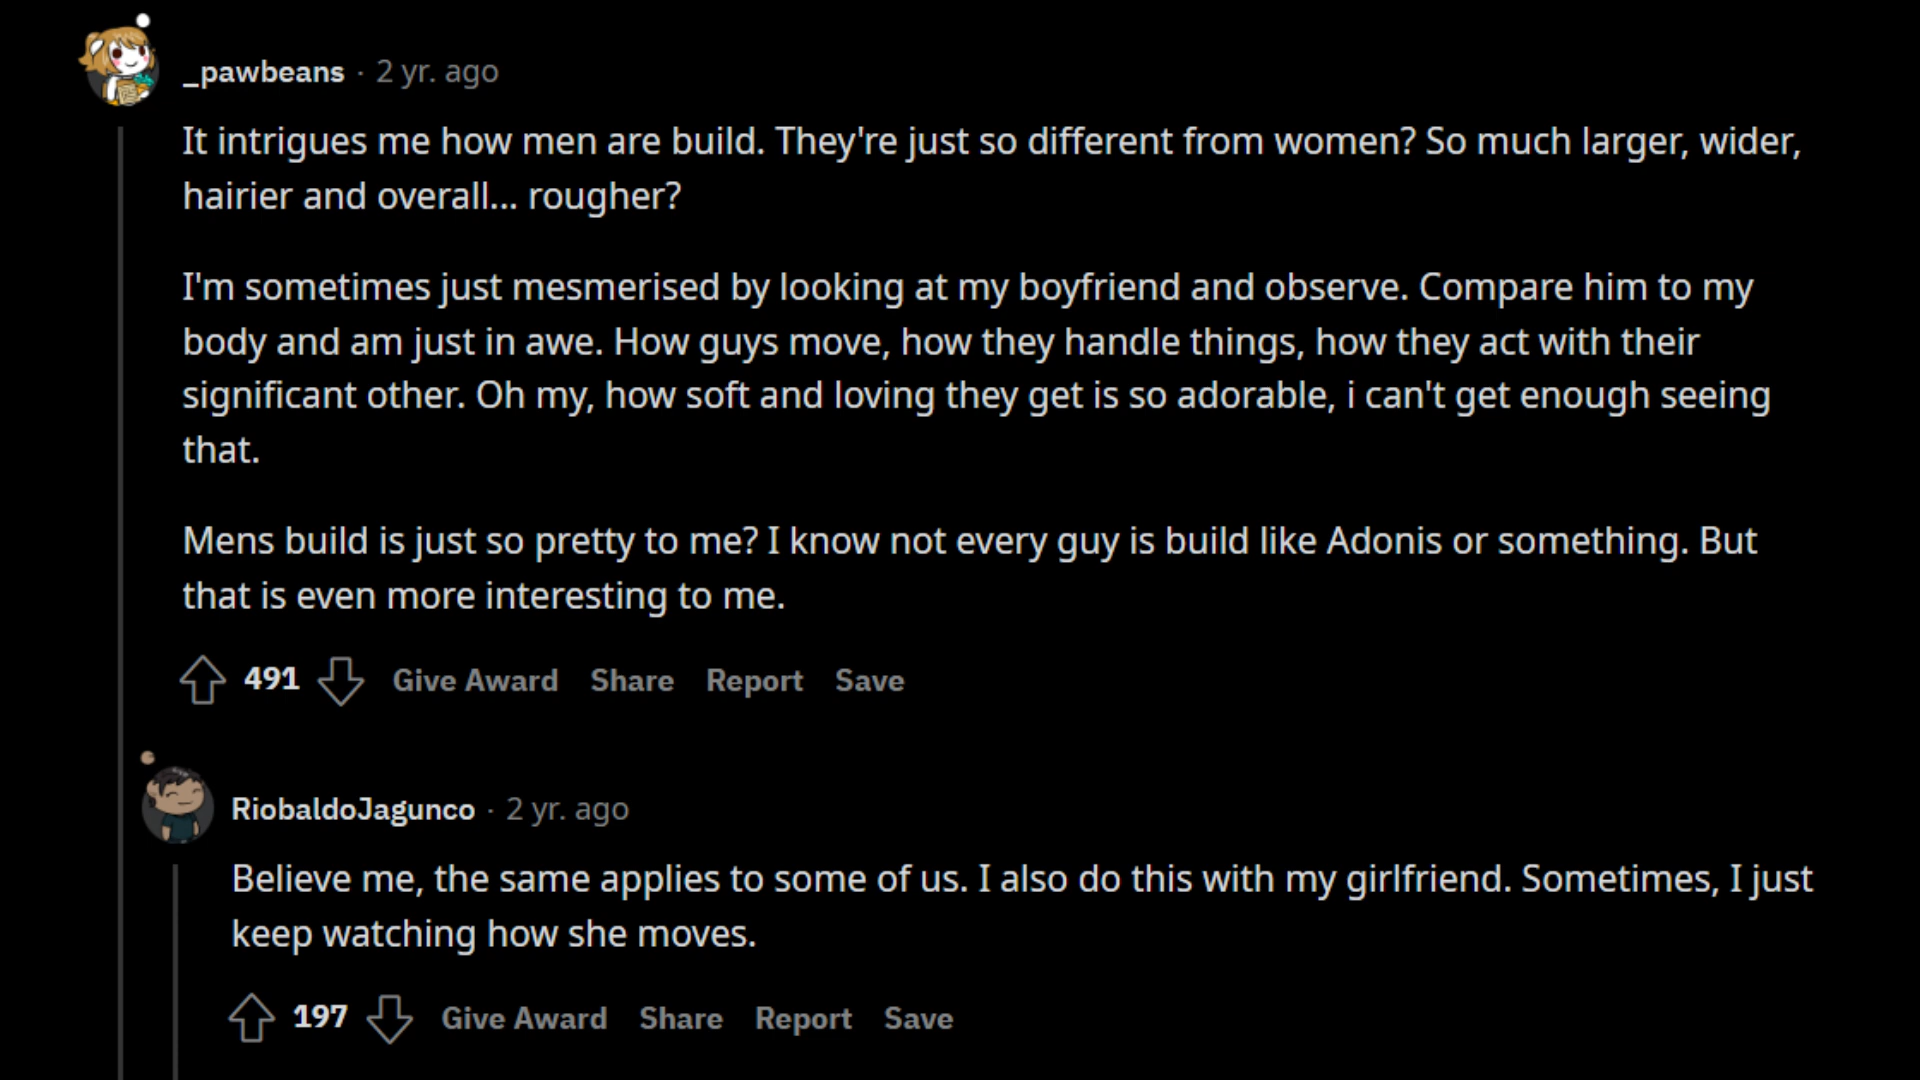 _pawbeans · 2 yr. ago
It intrigues me how men are build. They're just so different from women? So much larger, wider,
hairier and overall... rougher?
I'm sometimes just mesmerised by looking at my boyfriend and observe. Compare him to my
body and am just in awe. How guys move, how they handle things, how they act with their
significant other. Oh my, how soft and loving they get is so adorable, i can't get enough seeing
that.
Mens build is just so pretty to me? I know not every guy is build like Adonis or something. But
that is even more interesting to me.
491 Give Award Share Report Save
RiobaldoJagunco · 2 yr. ago
Believe me, the same applies to some of us. I also do this with my girlfriend. Sometimes, I just
keep watching how she moves.
197 Give Award Share Report Save